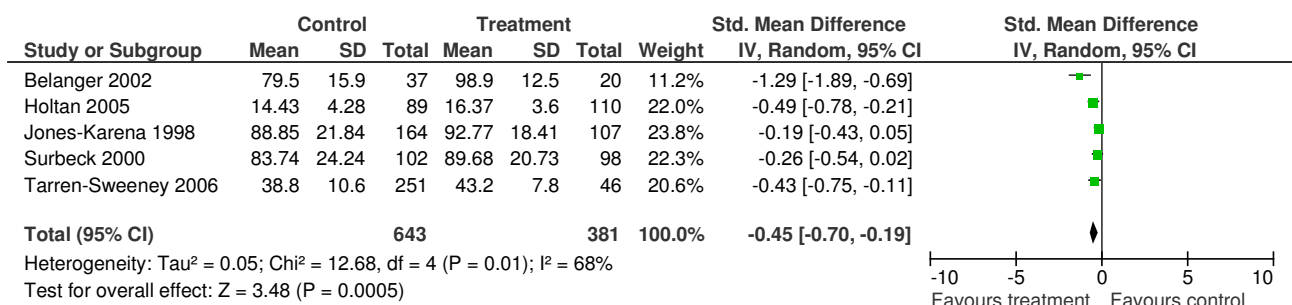 Control Treatment Std. Mean Difference Std. Mean Difference
Study or Subgroup Mean SD Total Mean SD Total Weight IV, Random, 95% CI IV, Random, 95% CI
Belanger 2002 79.5 15.9 37 98.9 12.5 20 11.2% -1.29 [-1.89, -0.69]
Holtan 2005 14.43 4.28 89 16.37 3.6 110 22.0% -0.49 [-0.78, -0.21]
Jones-Karena 1998 88.85 21.84 164 92.77 18.41 107 23.8% -0.19 [-0.43, 0.05]
Surbeck 2000 83.74 24.24 102 89.68 20.73 98 22.3% -0.26 [-0.54, 0.02]
Tarren-Sweeney 2006 38.8 10.6 251 43.2 7.8 46 20.6% -0.43 [-0.75, -0.11]
Total (95% CI) 643 381 100.0% -0.45 [-0.70, -0.19]
Heterogeneity: Tau² = 0.05; Chi² = 12.68, df = 4 (P = 0.01); I² = 68%
Test for overall effect: Z = 3.48 (P = 0.0005)
-10 -5 0 5 10
Favours treatment Favours control